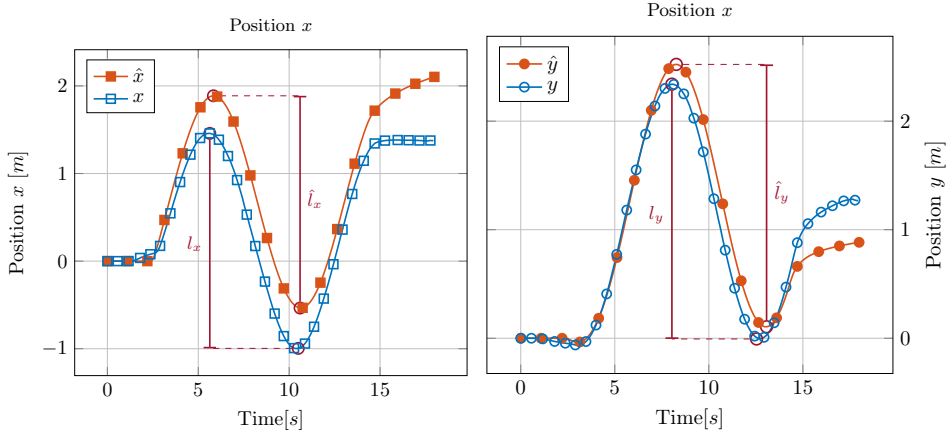 Position x
x̂
x
2
1
0
−1
0
5
10
15
l_x
l̂_x
Position x [m]
Time[s]
Position x
ŷ
y
2
1
0
0
5
10
15
l_y
l̂_y
Position y [m]
Time[s]